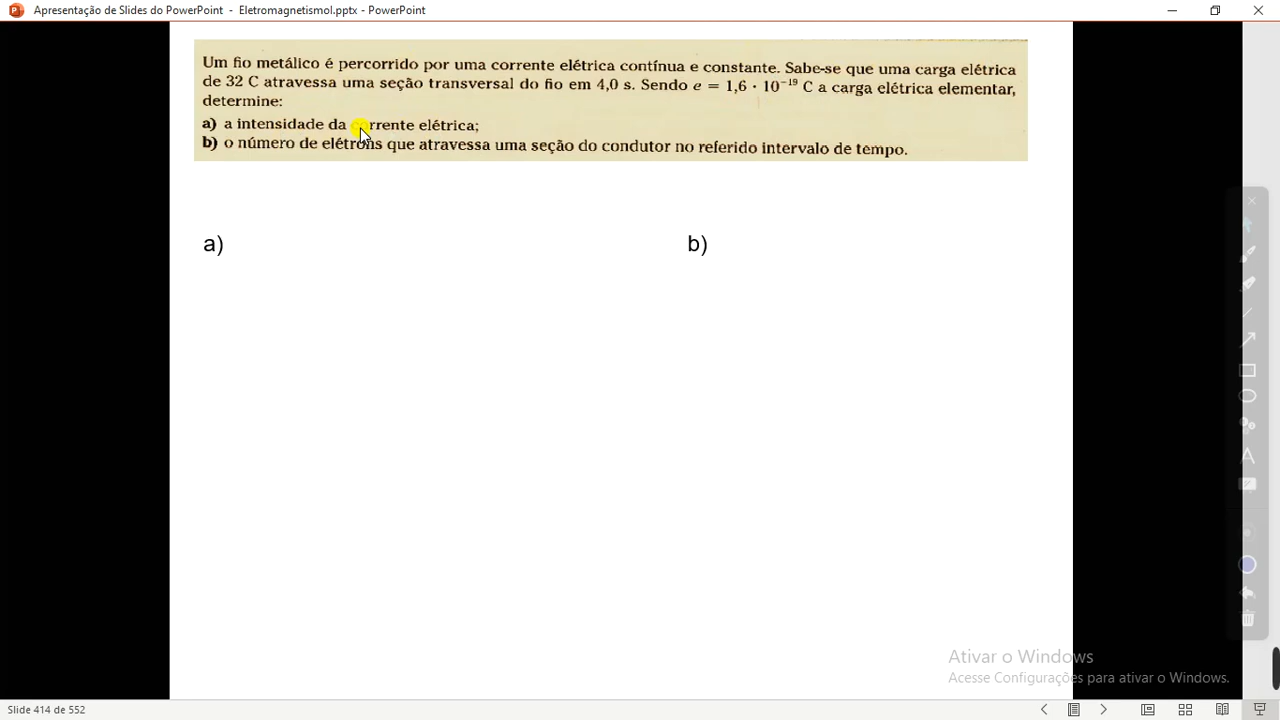 Apresentação de Slides do PowerPoint - Eletromagnetismol.pptx - PowerPoint
Um fio metálico é percorrido por uma corrente elétrica contínua e constante. Sabe-se que uma carga elétrica
de 32 C atravessa uma seção transversal do fio em 4,0 s. Sendo e = 1,6 · 10⁻¹⁹ C a carga elétrica elementar,
determine:
a) a intensidade da corrente elétrica;
b) o número de elétrons que atravessa uma seção do condutor no referido intervalo de tempo.
a)
b)
Ativar o Windows
Acesse Configurações para ativar o Windows.
Slide 414 de 552